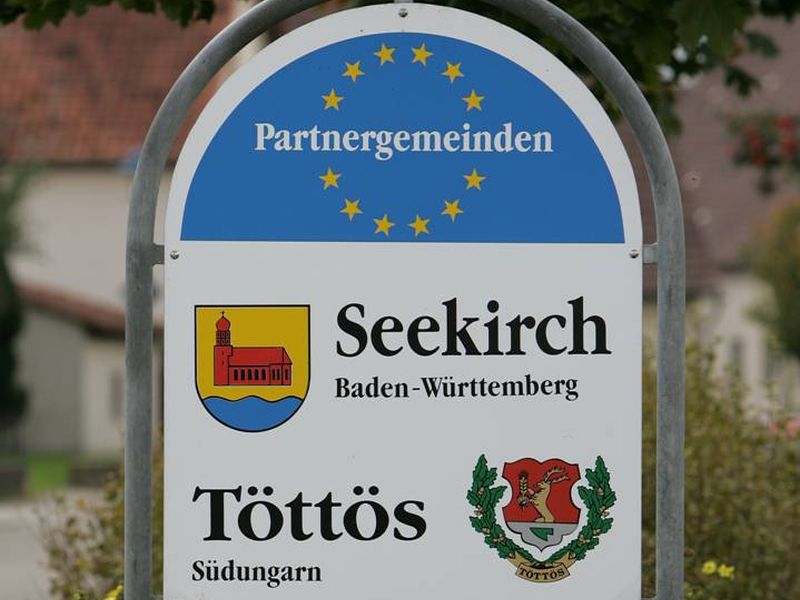 Partnergemeinden
Seekirch
Baden-Württemberg
Töttös
Südungarn
TÖTTÖS